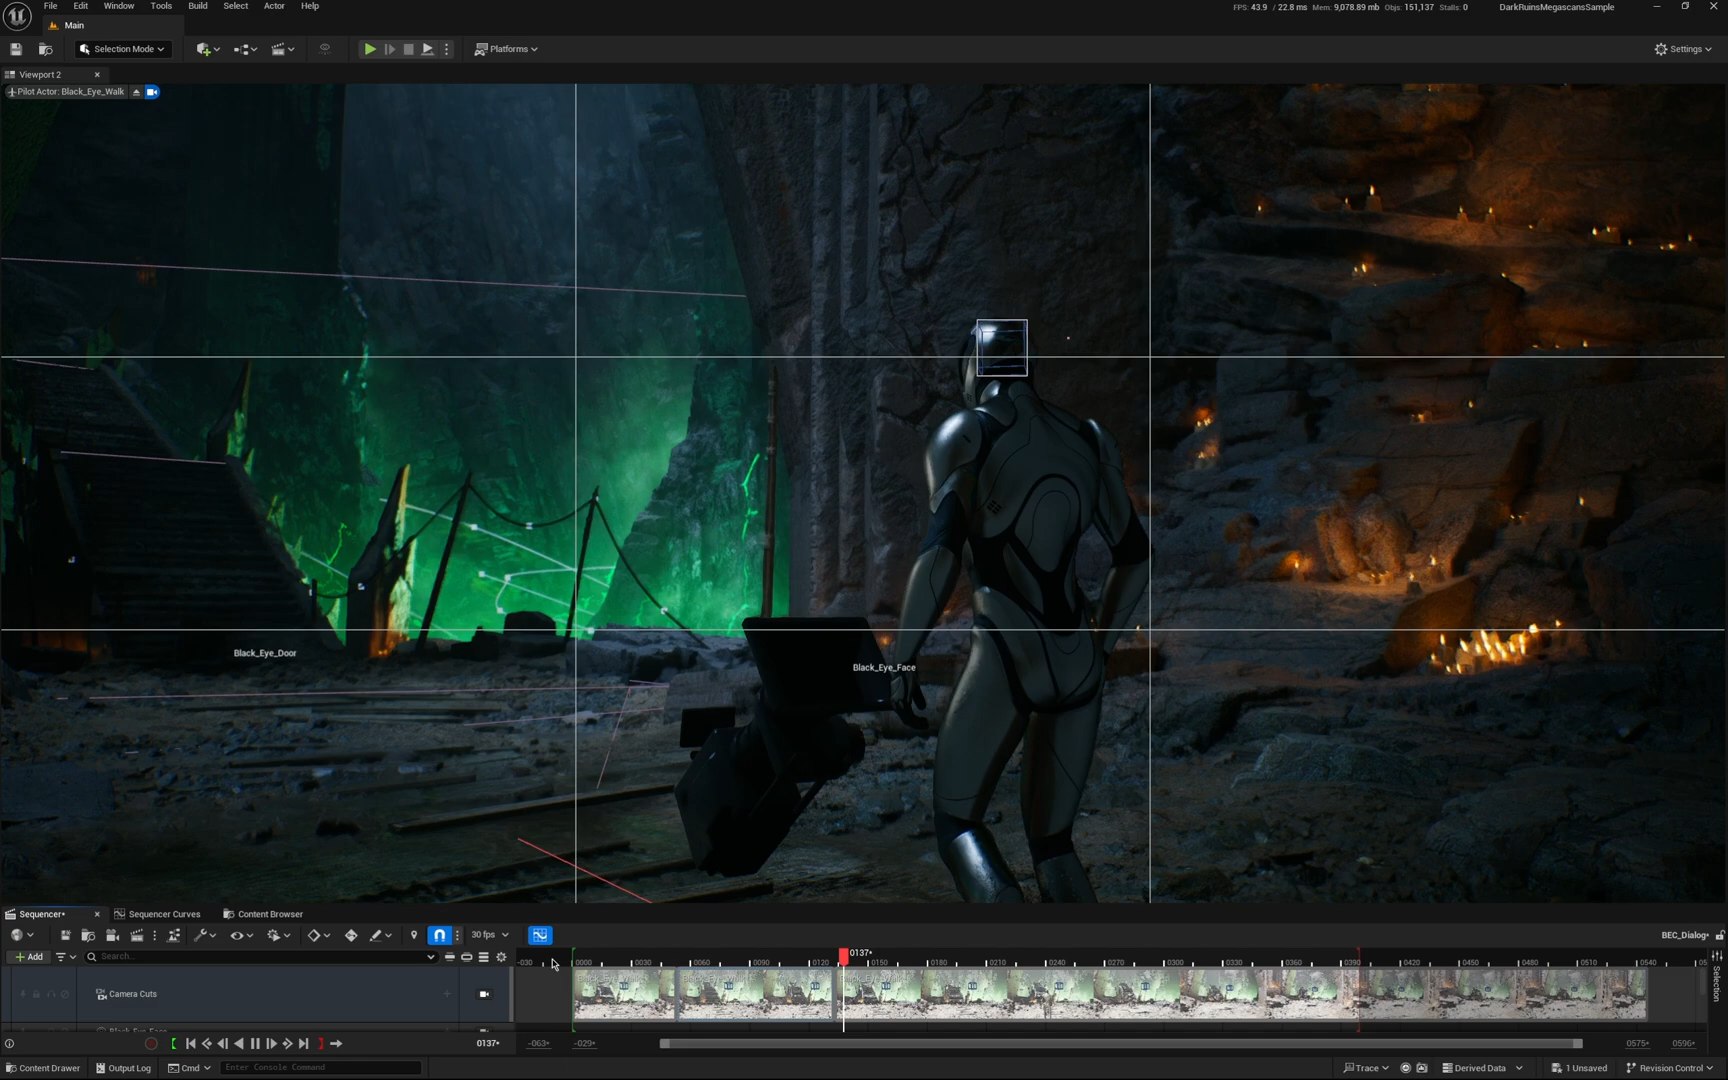 File Edit Window Tools Build Select Actor Help
FPS: 43.9 / 22.8 ms Mem: 9,078.89 mb Objs: 151,137 Stalls: 0
DarkRuinsMegascansSample
Main
Selection Mode
Platforms
Settings
Viewport 2
Pilot Actor: Black_Eye_Walk
Black_Eye_Door
Black_Eye_Face
Sequencer•
Sequencer Curves
Content Browser
30 fps
BEC_Dialog•
Add
Search...
0137*
-030 0000 0030 0060 0090 0120 0150 0180 0210 0240 0270 0300 0330 0360 0390 0420 0450 0480 0510 0540
Selection
Camera Cuts
Black_Eye_Face
0137*
-063*
-029*
0575*
0596*
Content Drawer
Output Log
Cmd
Enter Console Command
Trace
Derived Data
1 Unsaved
Revision Control